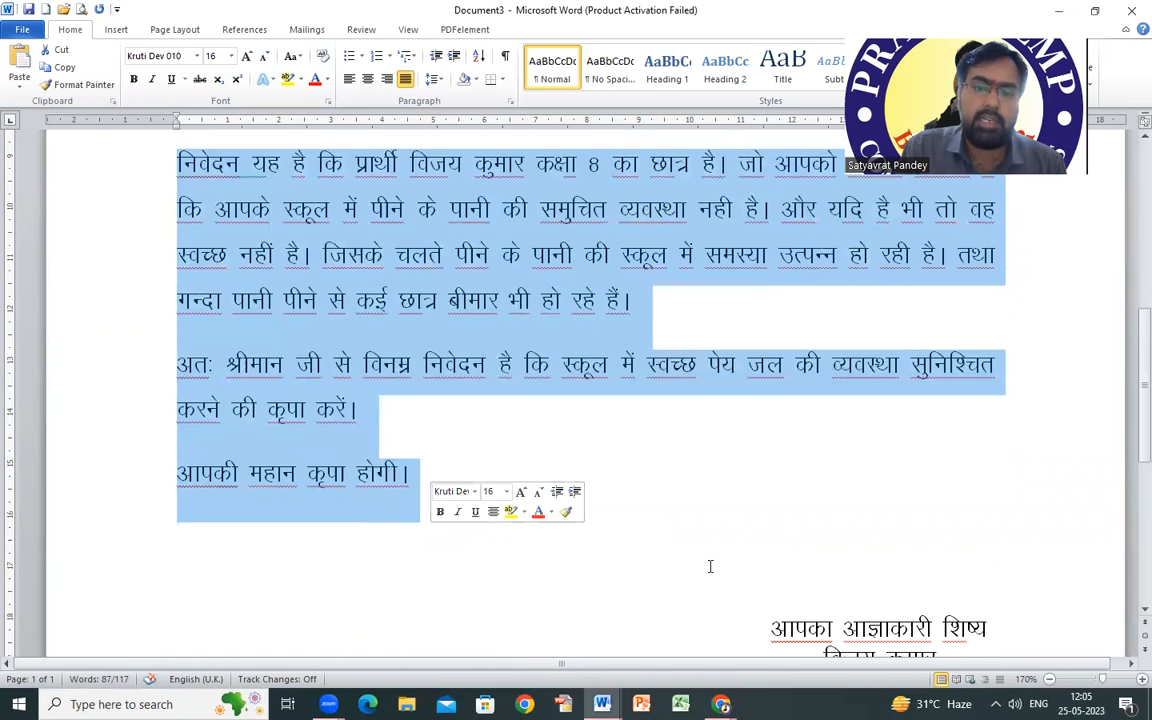 Document3 - Microsoft Word (Product Activation Failed)
File Home Insert Page Layout References Mailings Review View PDFelement
Paste Cut Copy Format Painter
Kruti Dev 010 16
AaBbCcDc AaBbCcDc AaBbCc AaBbCc AaB
¶ Normal ¶ No Spaci... Heading 1 Heading 2 Title Subt
Clipboard Font Paragraph Styles
Satyavrat Pandey
निवेदन यह है कि प्रार्थी विजय कुमार कक्षा 8 का छात्र है। जो आपको
कि आपके स्कूल में पीने के पानी की समुचित व्यवस्था नही है। और यदि है भी तो वह
स्वच्छ नहीं है। जिसके चलते पीने के पानी की स्कूल में समस्या उत्पन्न हो रही है। तथा
गन्दा पानी पीने से कई छात्र बीमार भी हो रहे हैं।
अतः श्रीमान जी से विनम्र निवेदन है कि स्कूल में स्वच्छ पेय जल की व्यवस्था सुनिश्चित
करने की कृपा करें।
आपकी महान कृपा होगी।
Kruti De 16
आपका आज्ञाकारी शिष्य
Page: 1 of 1 Words: 87/117 English (U.K.) Track Changes: Off 170%
Type here to search 31°C Haze ENG 12:05
25-05-2023